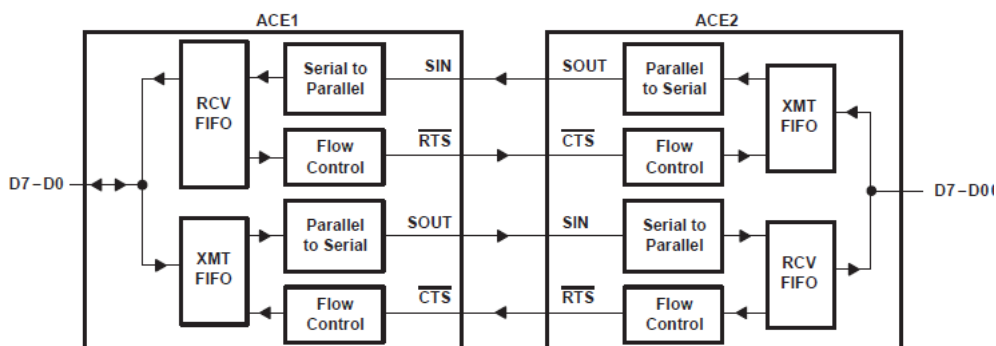 ACE1
ACE2
RCV
FIFO
Serial to
Parallel
SIN
SOUT
Parallel
to Serial
XMT
FIFO
Flow
Control
RTS
CTS
Flow
Control
D7–D0
D7–D00
XMT
FIFO
Parallel
to Serial
SOUT
SIN
Serial to
Parallel
RCV
FIFO
Flow
Control
CTS
RTS
Flow
Control